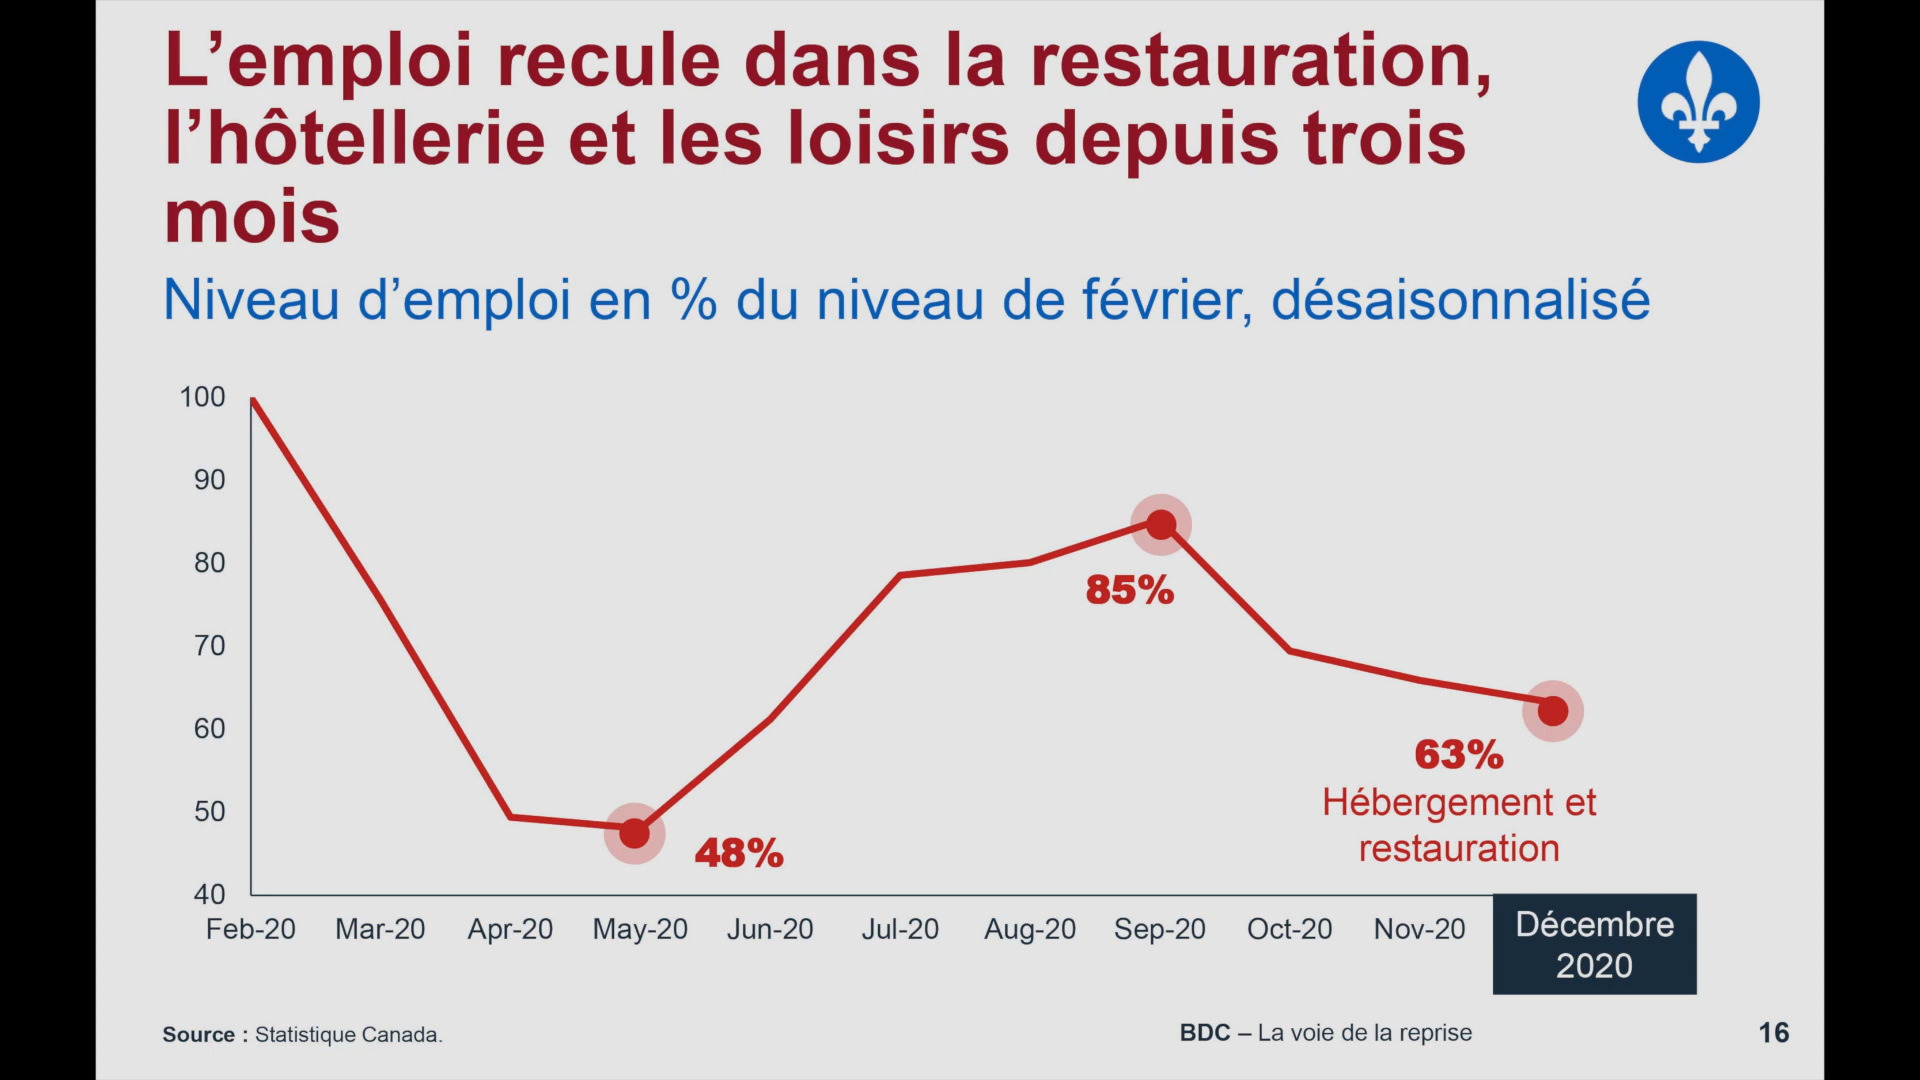 L’emploi recule dans la restauration,
l’hôtellerie et les loisirs depuis trois
mois
Niveau d’emploi en % du niveau de février, désaisonnalisé
100
90
80
70
60
50
40
85%
48%
63%
Hébergement et
restauration
Feb-20 Mar-20 Apr-20 May-20 Jun-20 Jul-20 Aug-20 Sep-20 Oct-20 Nov-20
Décembre
2020
Source : Statistique Canada.
BDC – La voie de la reprise
16